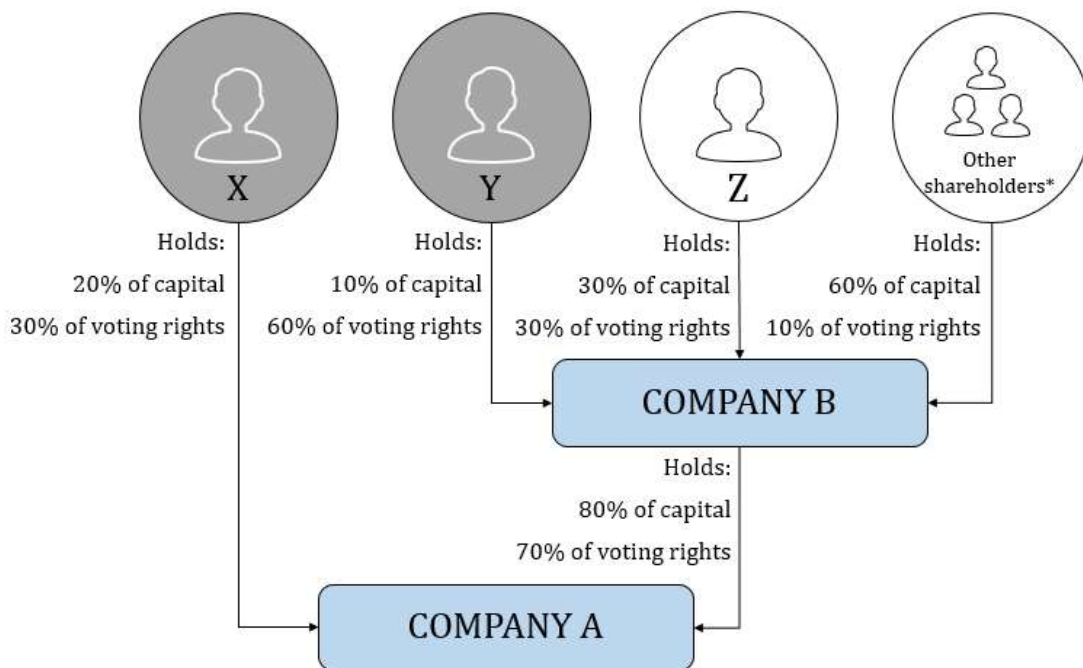 X
Y
Z
Other
shareholders*
Holds:
20% of capital
30% of voting rights
Holds:
10% of capital
60% of voting rights
Holds:
30% of capital
30% of voting rights
Holds:
60% of capital
10% of voting rights
COMPANY B
Holds:
80% of capital
70% of voting rights
COMPANY A